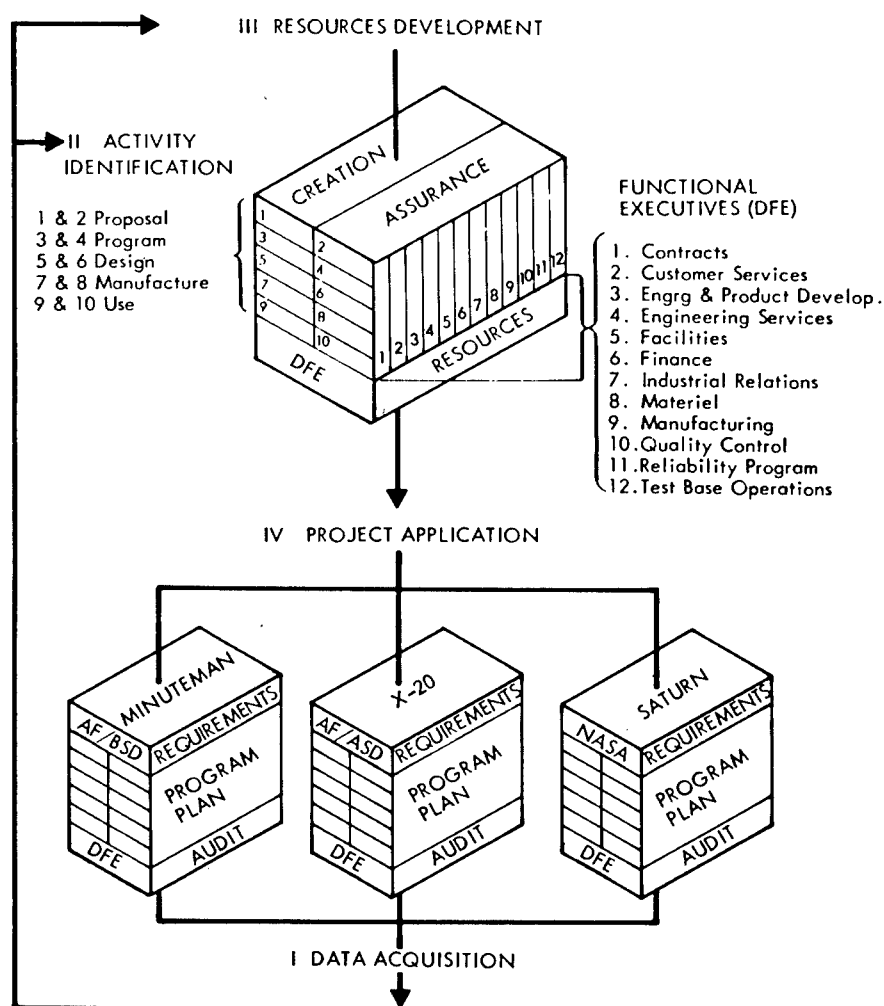 III RESOURCES DEVELOPMENT
II ACTIVITY
IDENTIFICATION
1 & 2 Proposal
3 & 4 Program
5 & 6 Design
7 & 8 Manufacture
9 & 10 Use
CREATION
ASSURANCE
1
3
5
7
9
2
4
6
8
10
DFE
1 2 3 4 5 6 7 8 9 10 11 12
RESOURCES
FUNCTIONAL
EXECUTIVES (DFE)
1. Contracts
2. Customer Services
3. Engrg & Product Develop.
4. Engineering Services
5. Facilities
6. Finance
7. Industrial Relations
8. Materiel
9. Manufacturing
10. Quality Control
11. Reliability Program
12. Test Base Operations
IV PROJECT APPLICATION
MINUTEMAN
AF/BSD
REQUIREMENTS
PROGRAM
PLAN
DFE
AUDIT
X-20
AF/ASD
REQUIREMENTS
PROGRAM
PLAN
DFE
AUDIT
SATURN
NASA
REQUIREMENTS
PROGRAM
PLAN
DFE
AUDIT
I DATA ACQUISITION